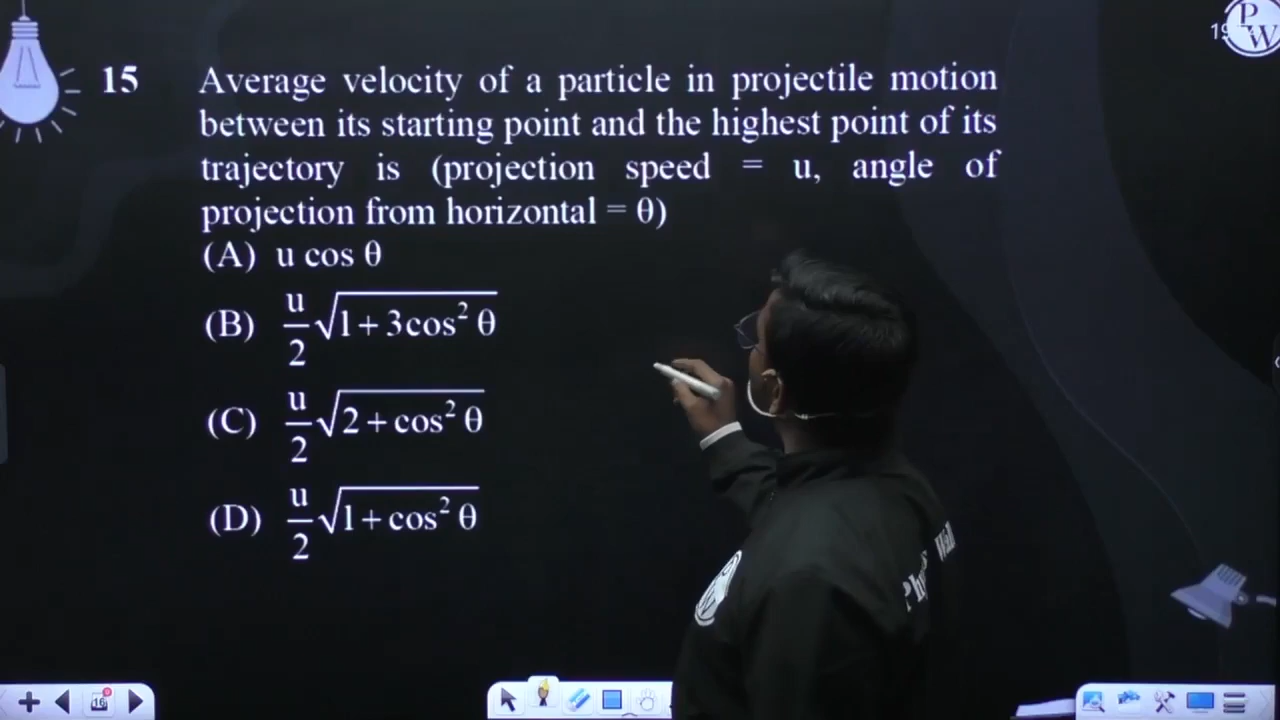 P
W
15 Average velocity of a particle in projectile motion
between its starting point and the highest point of its
trajectory is (projection speed = u, angle of
projection from horizontal = θ)
(A) u cos θ
(B) u/2 √1 + 3cos² θ
(C) u/2 √2 + cos² θ
(D) u/2 √1 + cos² θ
16